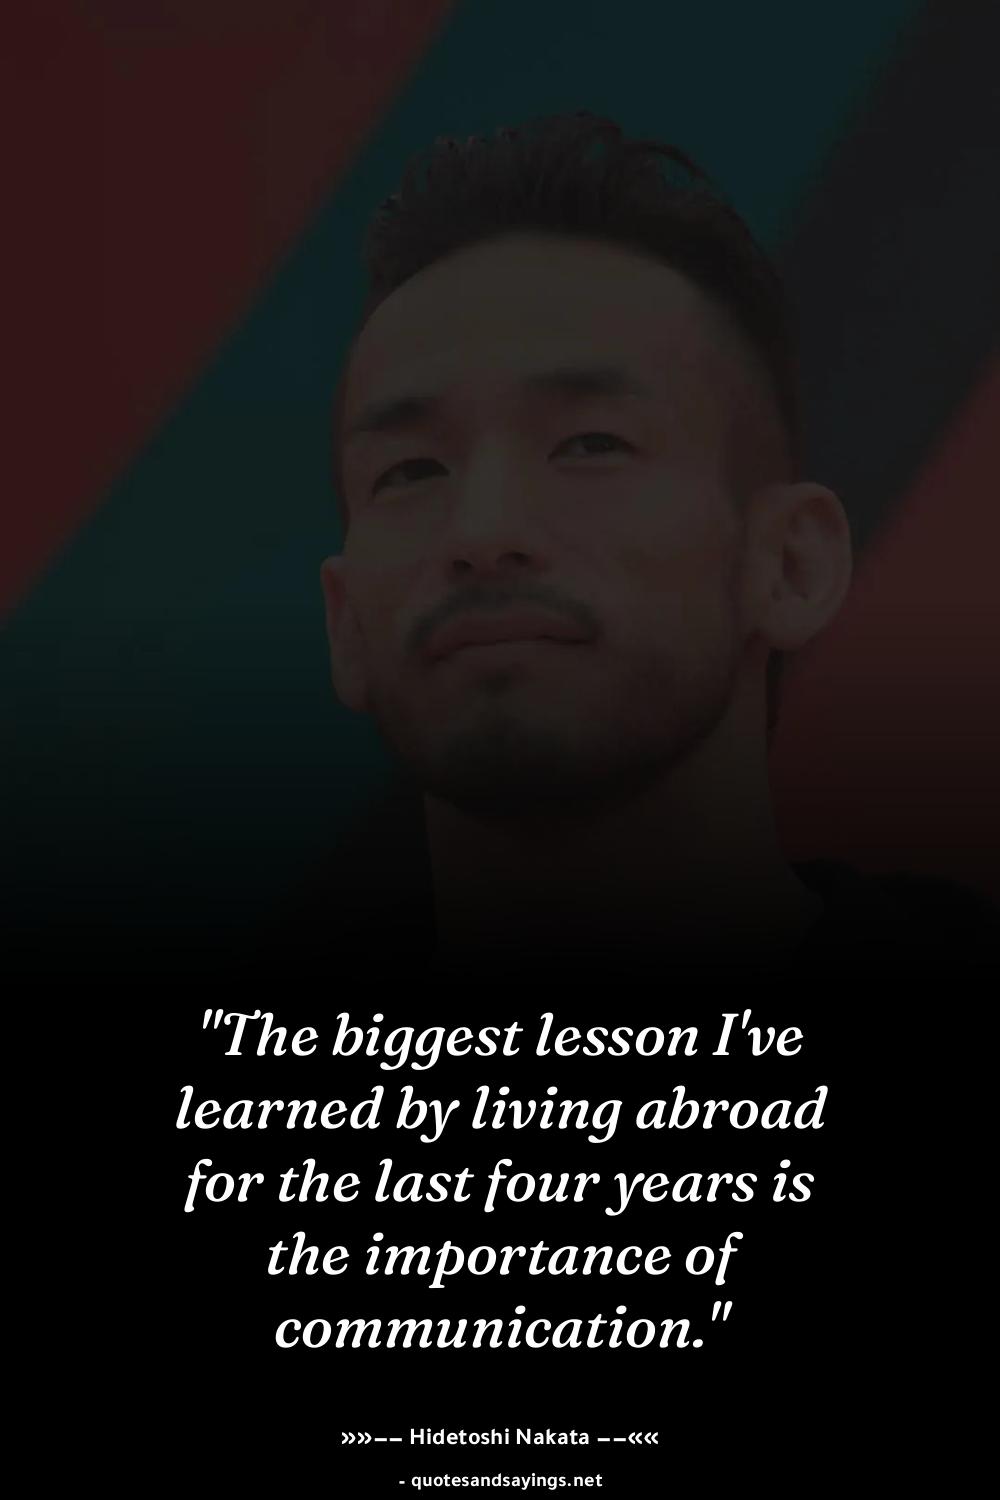 "The biggest lesson I've
learned by living abroad
for the last four years is
the importance of
communication."
»»−− Hidetoshi Nakata −−««
- quotesandsayings.net